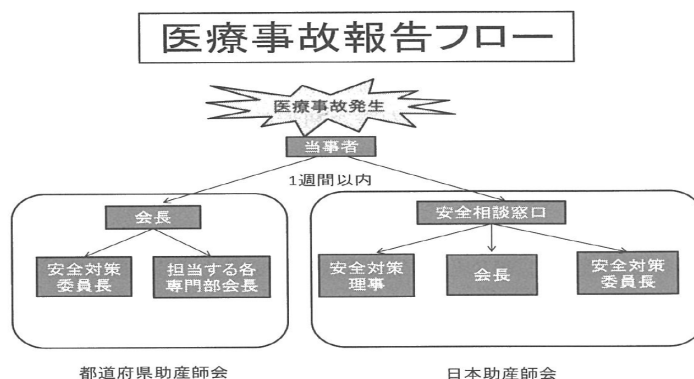 医療事故報告フロー
医療事故発生
当事者
1週間以内
会長
安全対策
委員長
担当する各
専門部会長
都道府県助産師会
安全相談窓口
安全対策
理事
会長
安全対策
委員長
日本助産師会